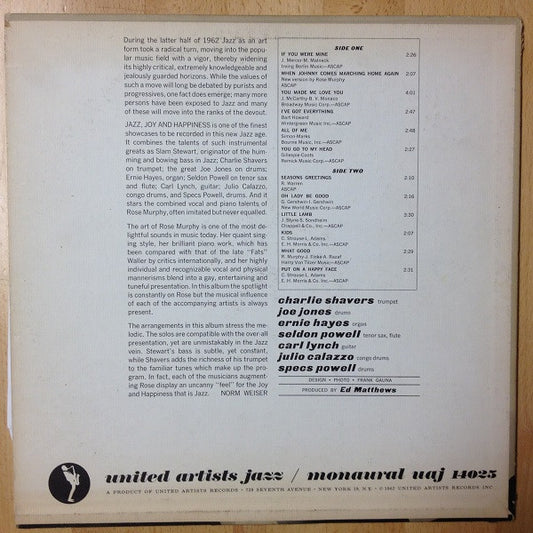 During the latter half of 1962 Jazz as an art
form took a radical turn, moving into the popu-
lar music field with a vigor, thereby widening
its highly critical, extremely knowledgeable and
jealously guarded horizons. While the values of
such a move will long be debated by purists and
progressives, one fact does emerge; many more
persons have been exposed to Jazz and many
of these will move into the ranks of the devout.
JAZZ, JOY AND HAPPINESS is one of the finest
showcases to be recorded in this new Jazz age.
It combines the talents of such instrumental
greats as Slam Stewart, originator of the hum-
ming and bowing bass in Jazz; Charlie Shavers
on trumpet; the great Joe Jones on drums;
Ernie Hayes, organ; Seldon Powell on tenor sax
and flute; Carl Lynch, guitar; Julio Calazzo,
congo drums, and Specs Powell, drums. And it
stars the combined vocal and piano talents of
Rose Murphy, often imitated but never equalled.
The art of Rose Murphy is one of the most de-
lightful sounds in music today. Her quaint sing-
ing style, her brilliant piano work, which has
been compared with that of the late "Fats"
Waller by critics internationally, and her highly
individual and recognizable vocal and physical
mannerisms blend into a gay, entertaining and
tuneful presentation. In this album the spotlight
is constantly on Rose but the musical influence
of each of the accompanying artists is always
present.
The arrangements in this album stress the me-
lodic. The solos are compatible with the over-all
presentation, yet are unmistakably in the Jazz
vein. Stewart's bass is subtle, yet constant,
while Shavers adds the richness of his trumpet
to the familiar tunes which make up the pro-
gram. In fact, each of the musicians augment-
ing Rose display an uncanny "feel" for the Joy
and Happiness that is Jazz. NORM WEISER
SIDE ONE
IF YOU WERE MINE 2:26
J. Mercer-M. Malneck
Irving Berlin Music—ASCAP
WHEN JOHNNY COMES MARCHING HOME AGAIN 2:07
New version by Rose Murphy
YOU MADE ME LOVE YOU 4:01
J. McCarthy-B. V. Monaco
Broadway Music Corp.—ASCAP
I'VE GOT EVERYTHING 2:47
Bart Howard
Hintergreen Music Inc.—ASCAP
ALL OF ME 2:48
Simon-Marks
Bourne Music, Inc.—ASCAP
YOU GO TO MY HEAD 2:27
Gillespie-Coots
Remick Music Corp.—ASCAP
SIDE TWO
SEASONS GREETINGS 2:10
R. Warren
ASCAP
OH LADY BE GOOD 2:16
G. Gershwin-I. Gershwin
New World Music Corp.—ASCAP
LITTLE LAMB 3:30
J. Styne-S. Sondheim
Chappell & Co., Inc.—ASCAP
KIDS 2:07
C. Strouse-L. Adams
E. H. Morris & Co. Inc.—ASCAP
WHAT GOOD 2:29
R. Murphy-J. Finke-A. Razaf
Harry Von Tilzer Music—ASCAP
PUT ON A HAPPY FACE 2:31
C. Strouse-L. Adams
E. H. Morris & Co. Inc.—ASCAP
charlie shavers trumpet
joe jones drums
ernie hayes organ
seldon powell tenor sax, flute
carl lynch guitar
julio calazzo congo drums
specs powell drums
DESIGN • PHOTO • FRANK GAUNA
PRODUCED BY Ed Matthews
united artists jazz / monaural uaj 14025
A PRODUCT OF UNITED ARTISTS RECORDS • 729 SEVENTH AVENUE • NEW YORK 19, N.Y. • ©1962 UNITED ARTISTS RECORDS INC.